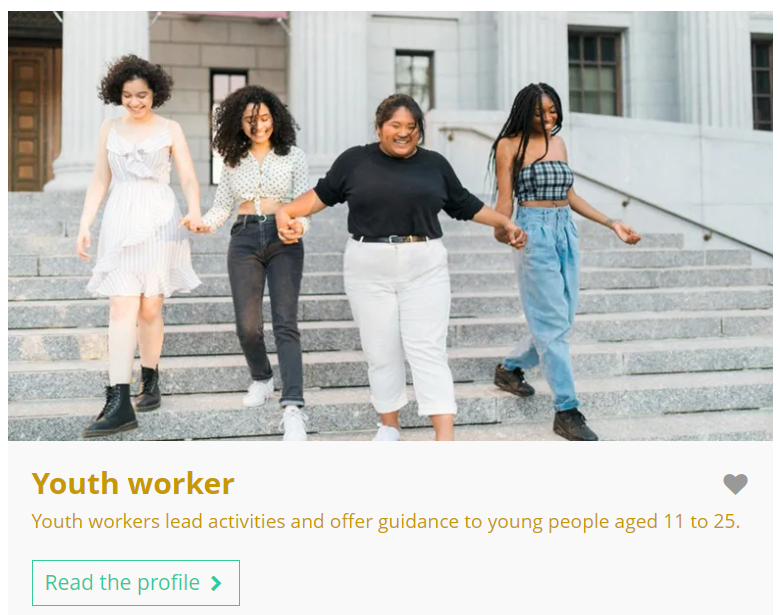 Youth worker
Youth workers lead activities and offer guidance to young people aged 11 to 25.
Read the profile